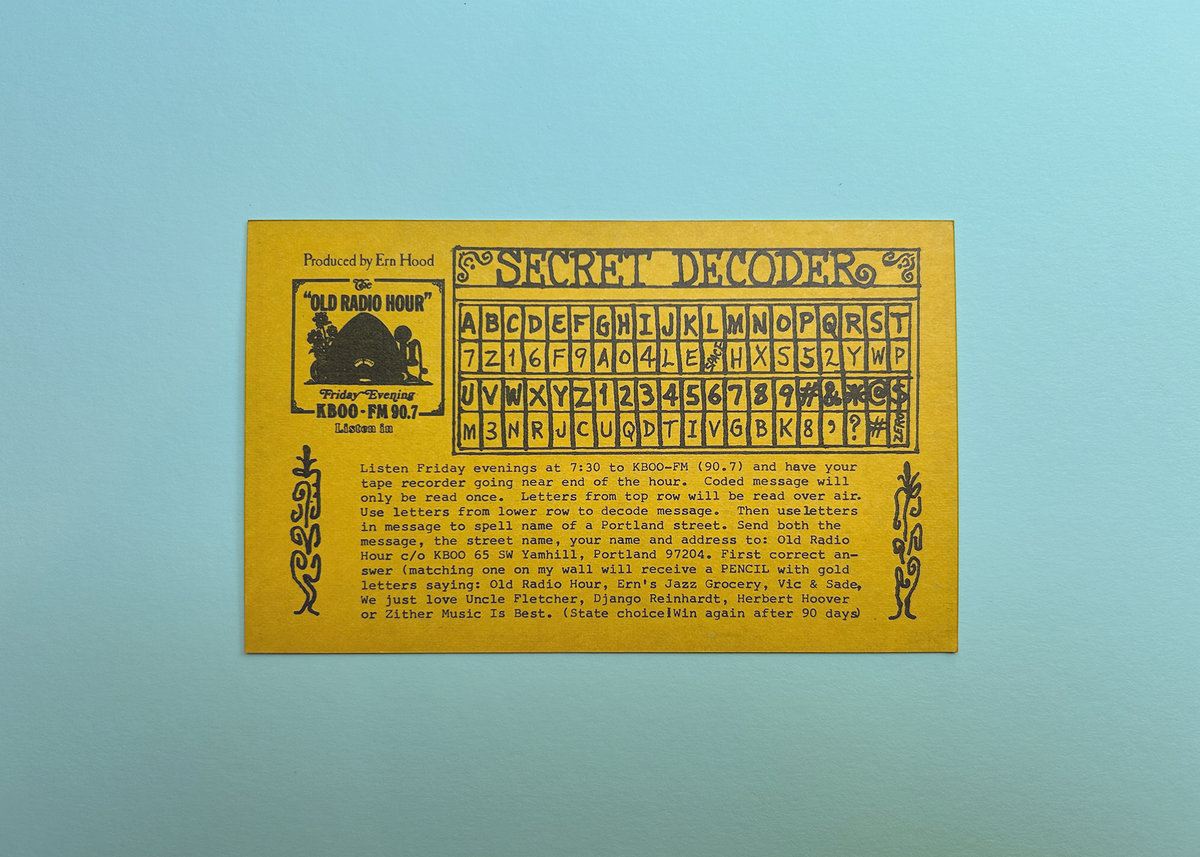 Produced by Ern Hood
The
"OLD RADIO HOUR"
Friday Evening
KBOO-FM 90.7
Listen in
SECRET DECODER
A B C D E F G H I J K L M N O P Q R S T
7 Z 1 6 F 9 A O 4 L E SPACE H X S 5 2 Y W P
U V W X Y Z 1 2 3 4 5 6 7 8 9 # & * @ $
M 3 N R J C U Q D T I V G B K 8 , ? # ZERO
Listen Friday evenings at 7:30 to KBOO-FM (90.7) and have your
tape recorder going near end of the hour. Coded message will
only be read once. Letters from top row will be read over air.
Use letters from lower row to decode message. Then use letters
in message to spell name of a Portland street. Send both the
message, the street name, your name and address to: Old Radio
Hour c/o KBOO 65 SW Yamhill, Portland 97204. First correct an-
swer (matching one on my wall will receive a PENCIL with gold
letters saying: Old Radio Hour, Ern's Jazz Grocery, Vic & Sade,
We just love Uncle Fletcher, Django Reinhardt, Herbert Hoover
or Zither Music Is Best. (State choice!Win again after 90 days)